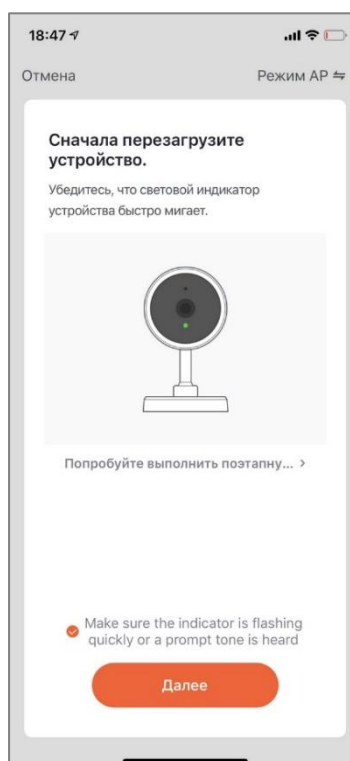 18:47
Отмена
Режим AP
Сначала перезагрузите
устройство.
Убедитесь, что световой индикатор
устройства быстро мигает.
Попробуйте выполнить поэтапну... >
Make sure the indicator is flashing
quickly or a prompt tone is heard
Далее